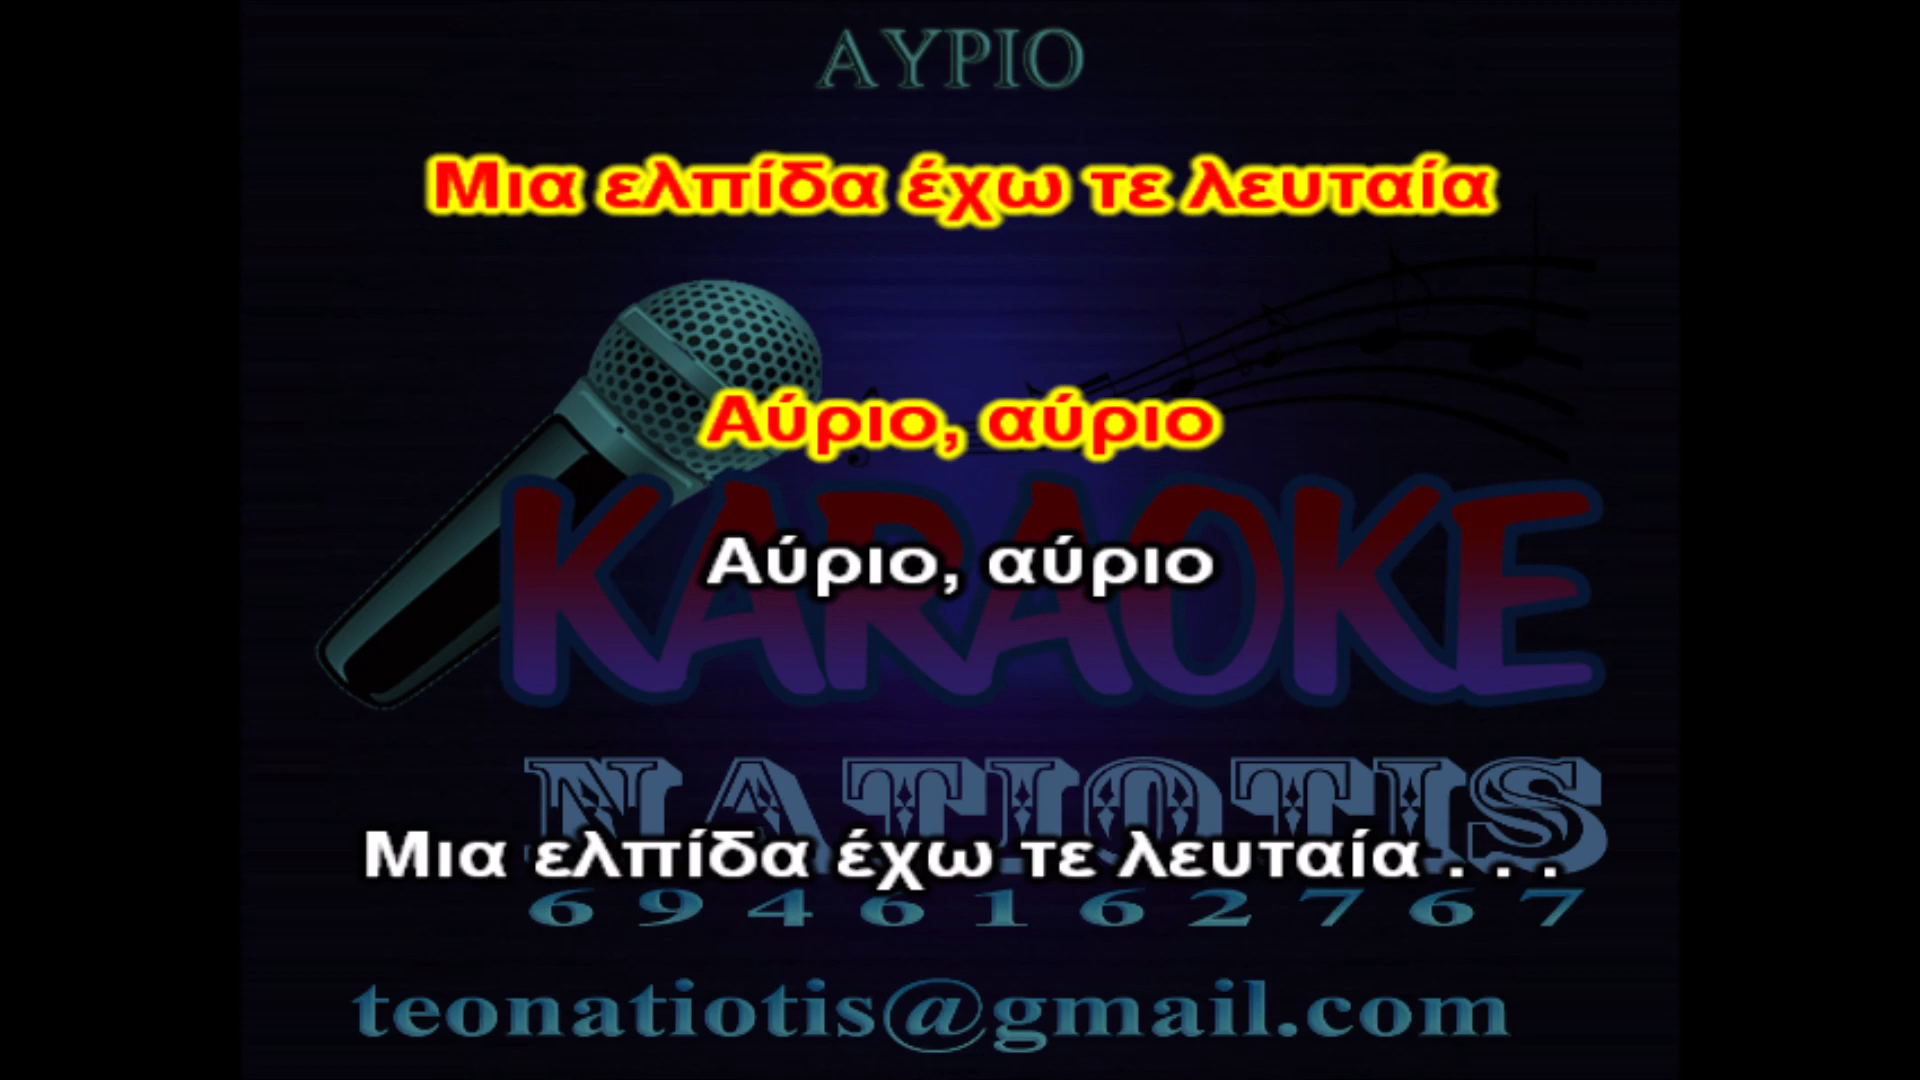 ΑΥΡΙΟ
Μια ελπίδα έχω τε λευταία
Αύριο, αύριο
KARAOKE
Αύριο, αύριο
NATIOTIS
Μια ελπίδα έχω τε λευταία . . .
6946162767
teonatiotis@gmail.com